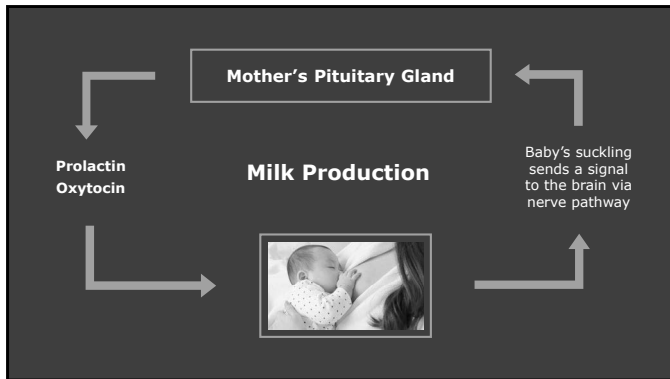 Mother’s Pituitary Gland
Prolactin
Oxytocin
Milk Production
Baby’s suckling
sends a signal
to the brain via
nerve pathway